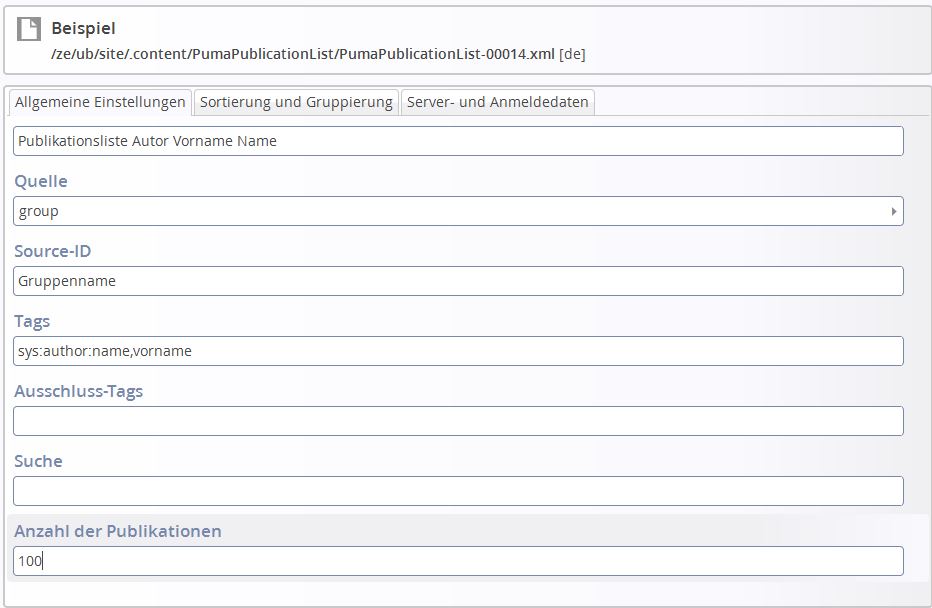 Beispiel
/ze/ub/site/.content/PumaPublicationList/PumaPublicationList-00014.xml [de]
Allgemeine Einstellungen Sortierung und Gruppierung Server- und Anmeldedaten
Publikationsliste Autor Vorname Name
Quelle
group
Source-ID
Gruppenname
Tags
sys:author:name,vorname
Ausschluss-Tags
Suche
Anzahl der Publikationen
100